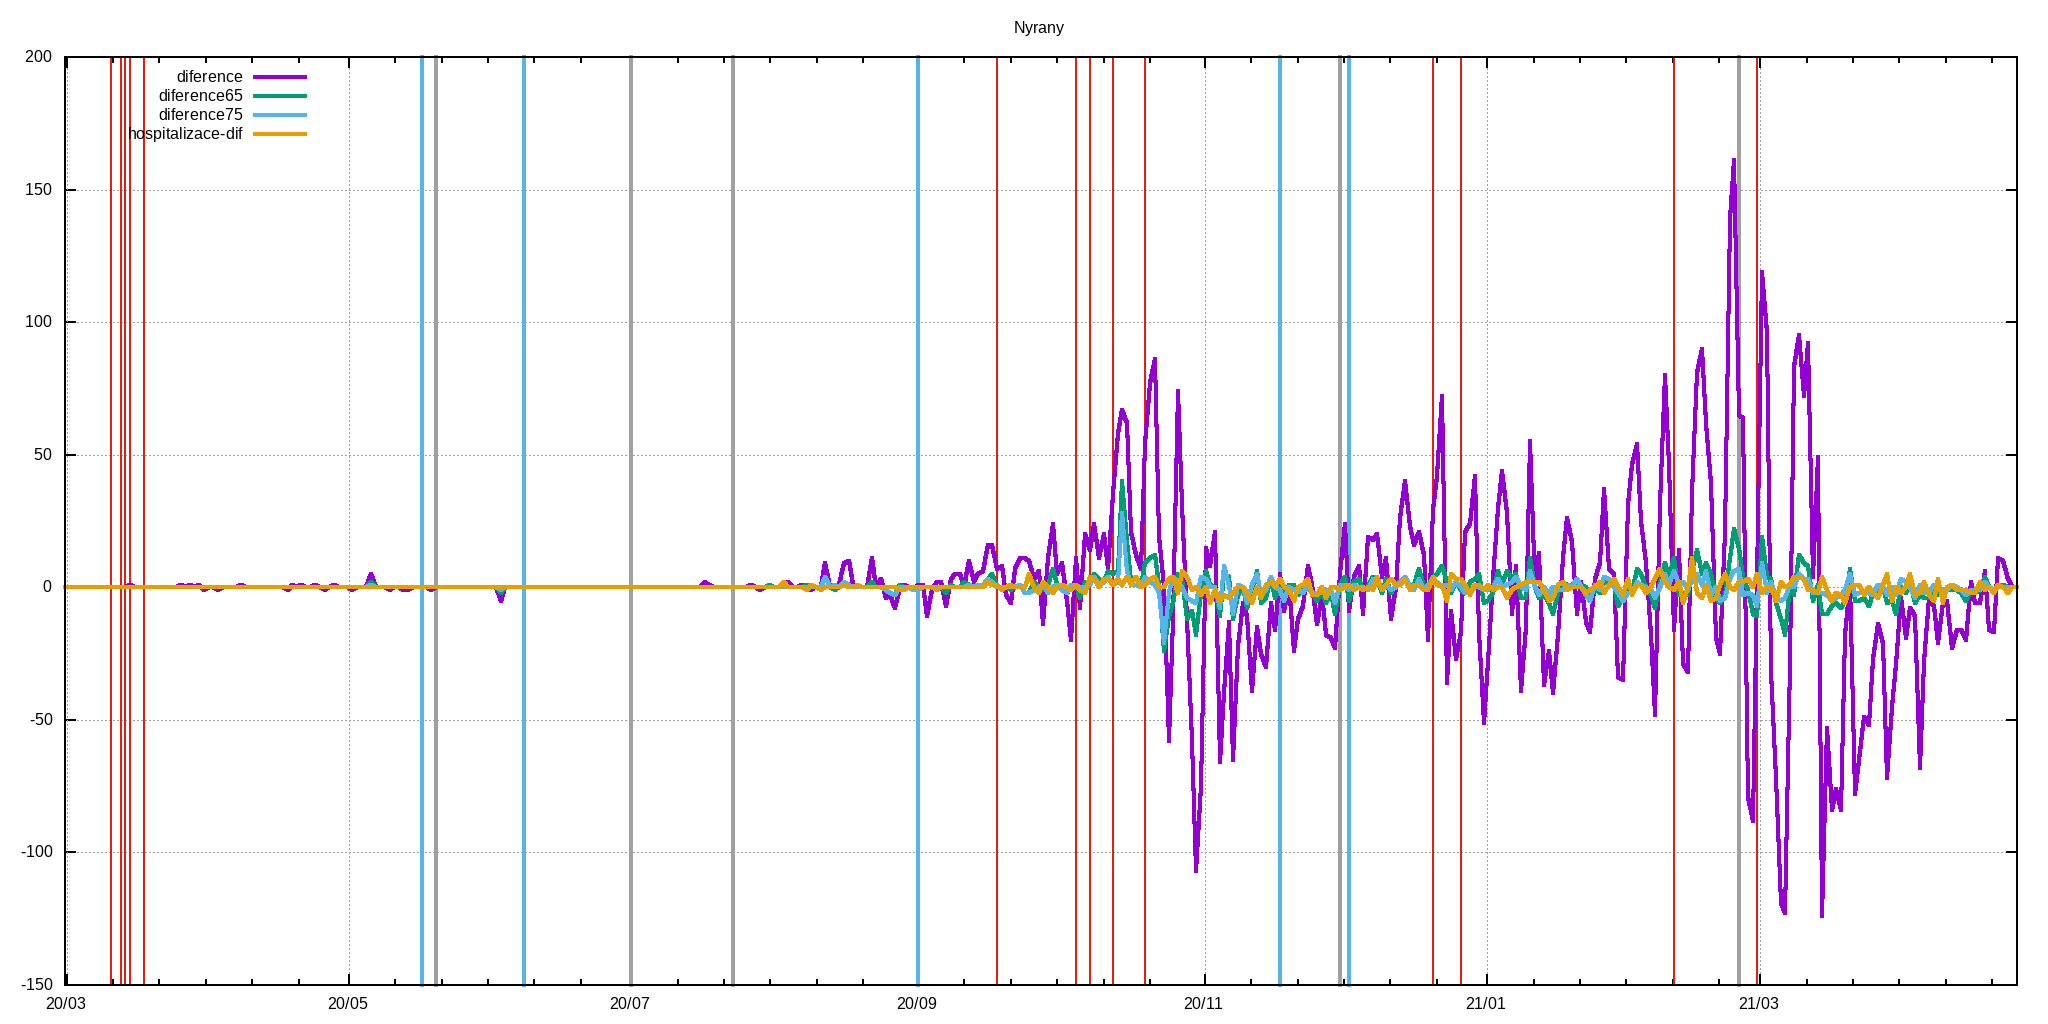 Nyrany
200
diference
diference65
diference75
hospitalizace-dif
150
100
50
0
-50
-100
-150
20/03 20/05 20/07 20/09 20/11 21/01 21/03